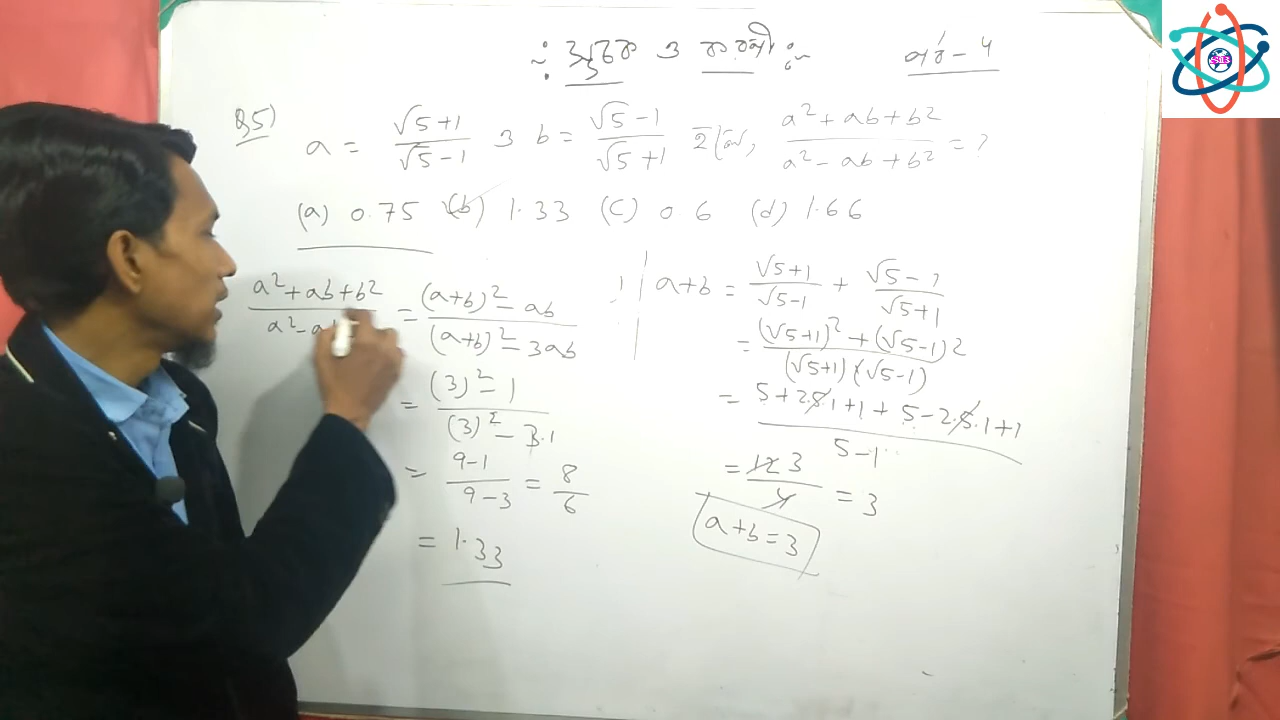 সূচক ও করণী
পর্ব - 4
Q5) a = (√5+1)/(√5-1) ও b = (√5-1)/(√5+1) হলে, (a²+ab+b²)/(a²-ab+b²) = ?
(a) 0.75 (b) 1.33 (c) 0.6 (d) 1.66
(a²+ab+b²)/(a²-a = ((a+b)²-ab)/((a+b)²-3ab)
= ((3)²-1)/((3)²-3.1)
= (9-1)/(9-3) = 8/6
= 1.33
a+b = (√5+1)/(√5-1) + (√5-1)/(√5+1)
= ((√5+1)²+(√5-1)²)/((√5+1)(√5-1))
= (5+2.√5.1+1+5-2.√5.1+1)/(5-1)
= 12 3/4 = 3
a+b=3